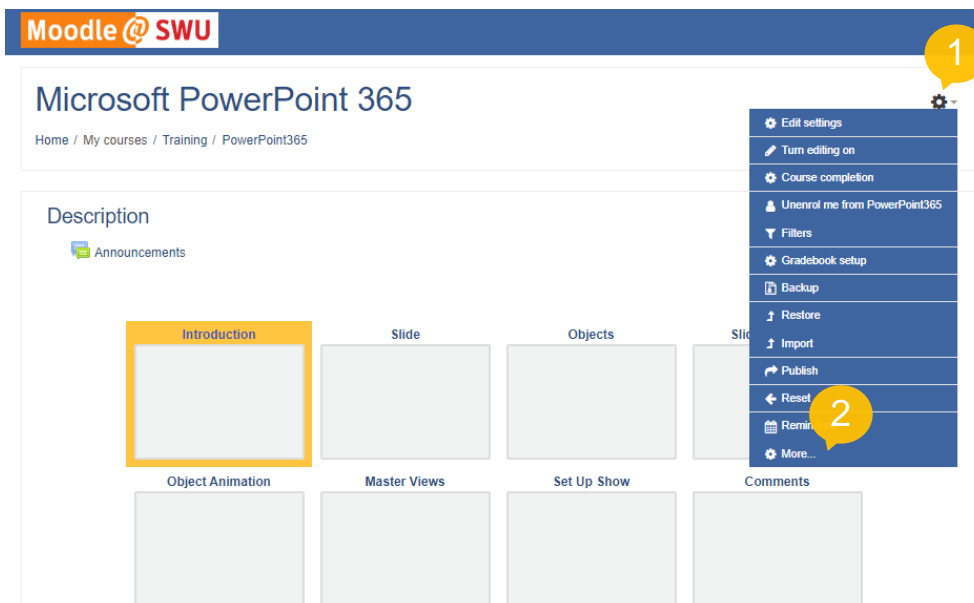 Moodle @ SWU
1
Microsoft PowerPoint 365
Home / My courses / Training / PowerPoint365
Edit settings
Turn editing on
Course completion
Unenrol me from PowerPoint365
Filters
Gradebook setup
Backup
Restore
Import
Publish
Reset
2
More...
Description
Announcements
Introduction Slide Objects
Object Animation Master Views Set Up Show Comments